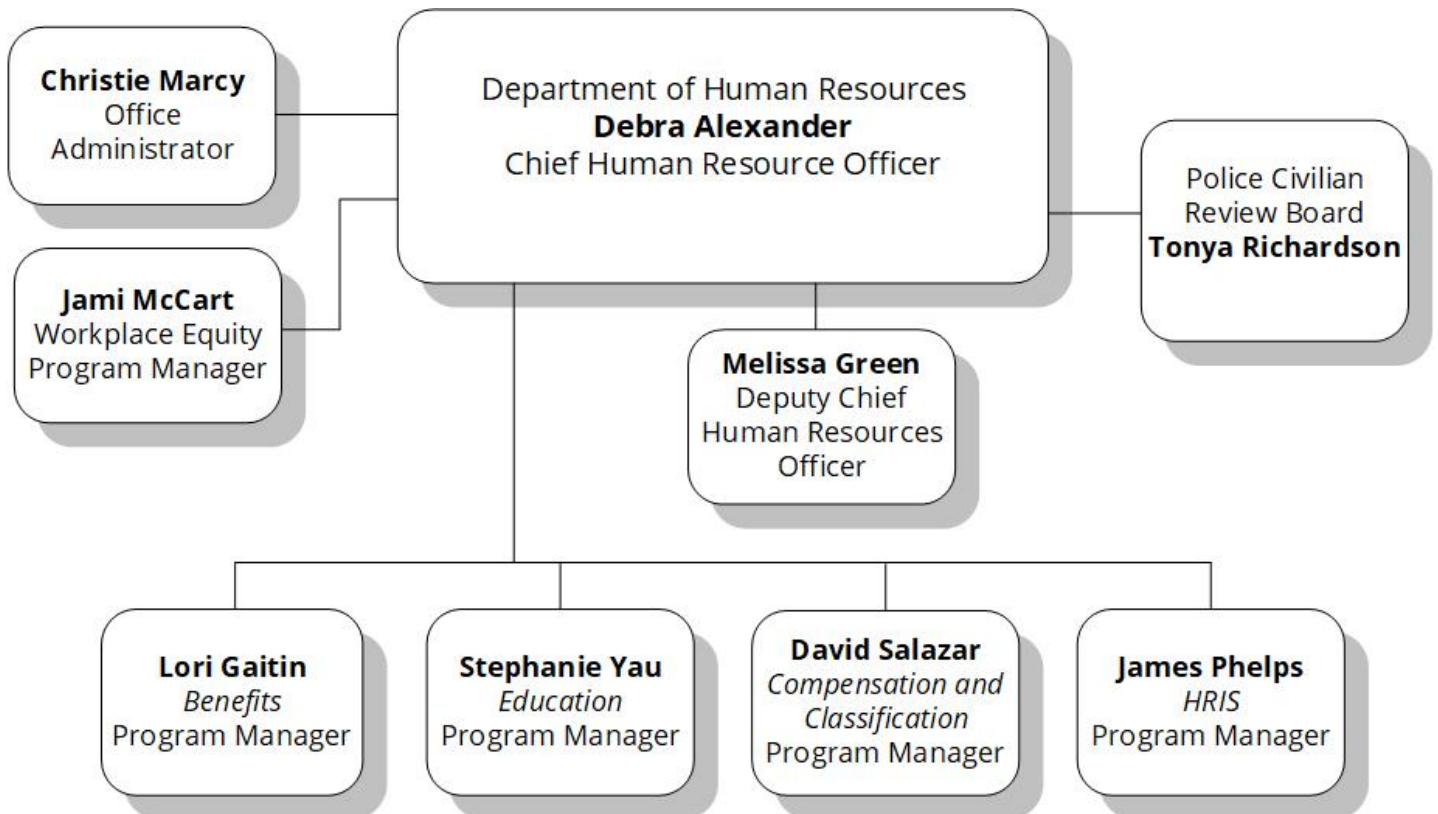 Christie Marcy
Office
Administrator
Department of Human Resources
Debra Alexander
Chief Human Resource Officer
Police Civilian
Review Board
Tonya Richardson
Jami McCart
Workplace Equity
Program Manager
Melissa Green
Deputy Chief
Human Resources
Officer
Lori Gaitin
Benefits
Program Manager
Stephanie Yau
Education
Program Manager
David Salazar
Compensation and
Classification
Program Manager
James Phelps
HRIS
Program Manager